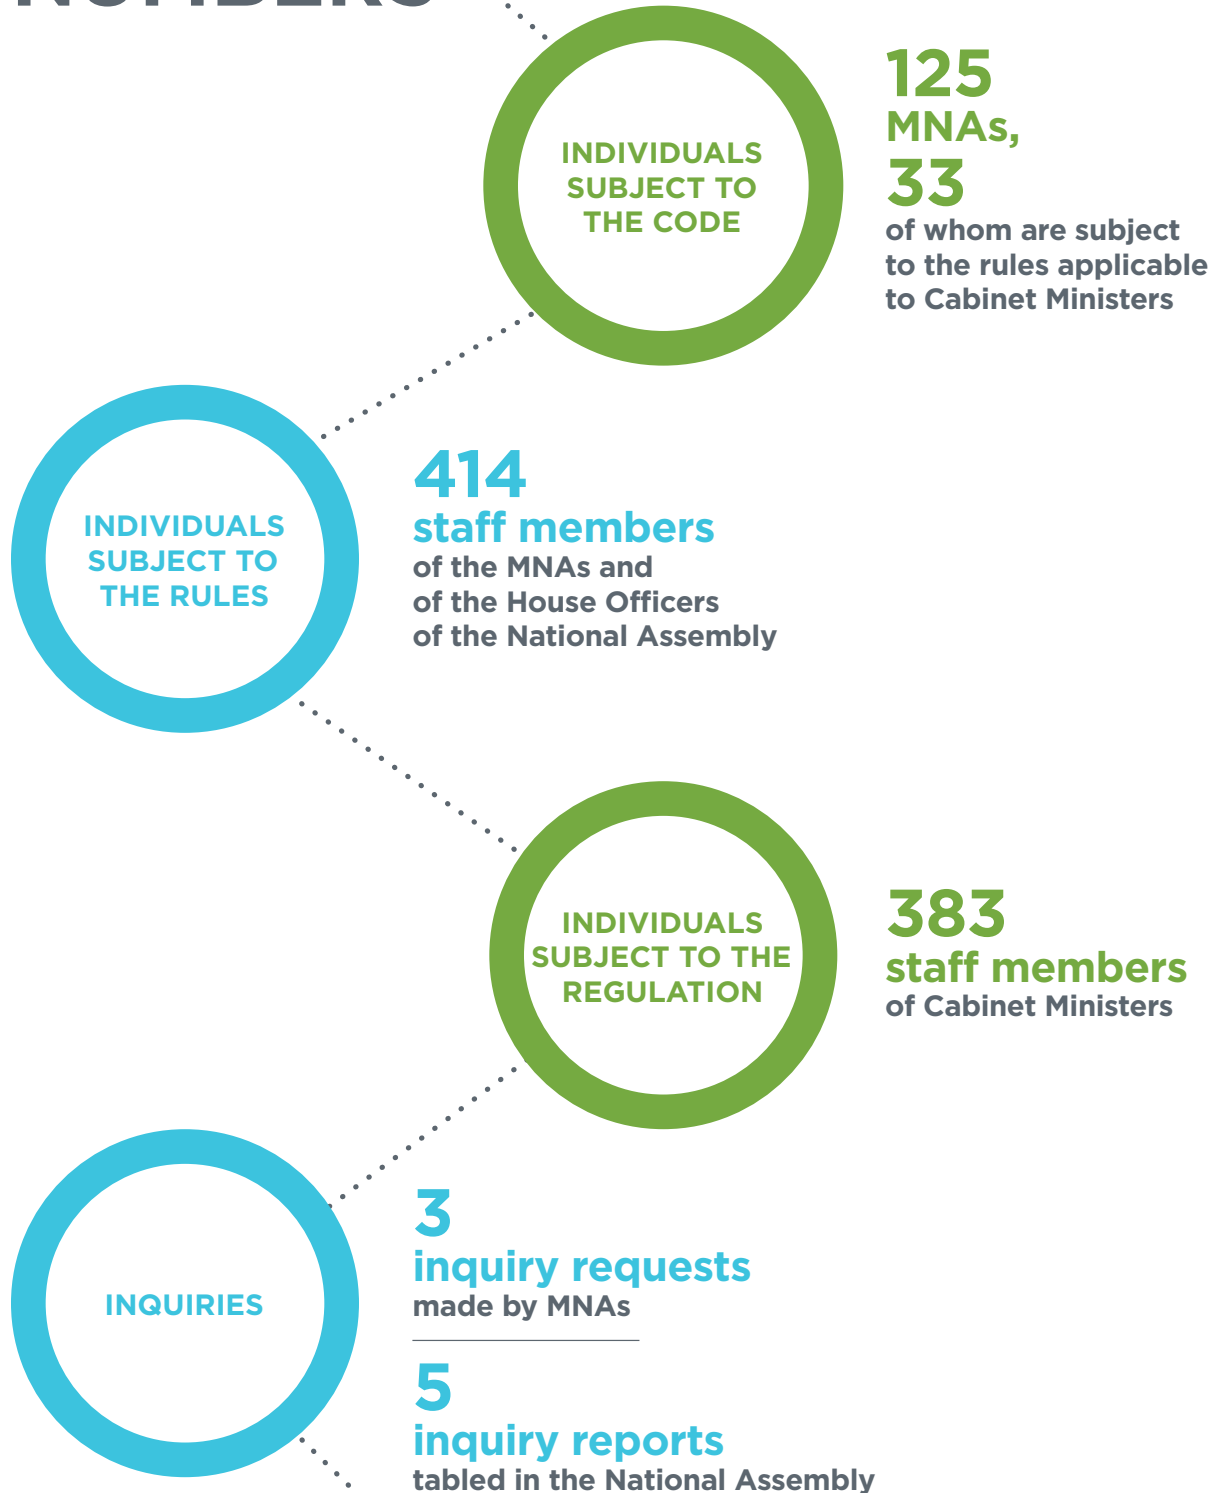 NUMBERS
INDIVIDUALS
SUBJECT TO
THE CODE
125
MNAs,
33
of whom are subject
to the rules applicable
to Cabinet Ministers
INDIVIDUALS
SUBJECT TO
THE RULES
414
staff members
of the MNAs and
of the House Officers
of the National Assembly
INDIVIDUALS
SUBJECT TO THE
REGULATION
383
staff members
of Cabinet Ministers
INQUIRIES
3
inquiry requests
made by MNAs
5
inquiry reports
tabled in the National Assembly